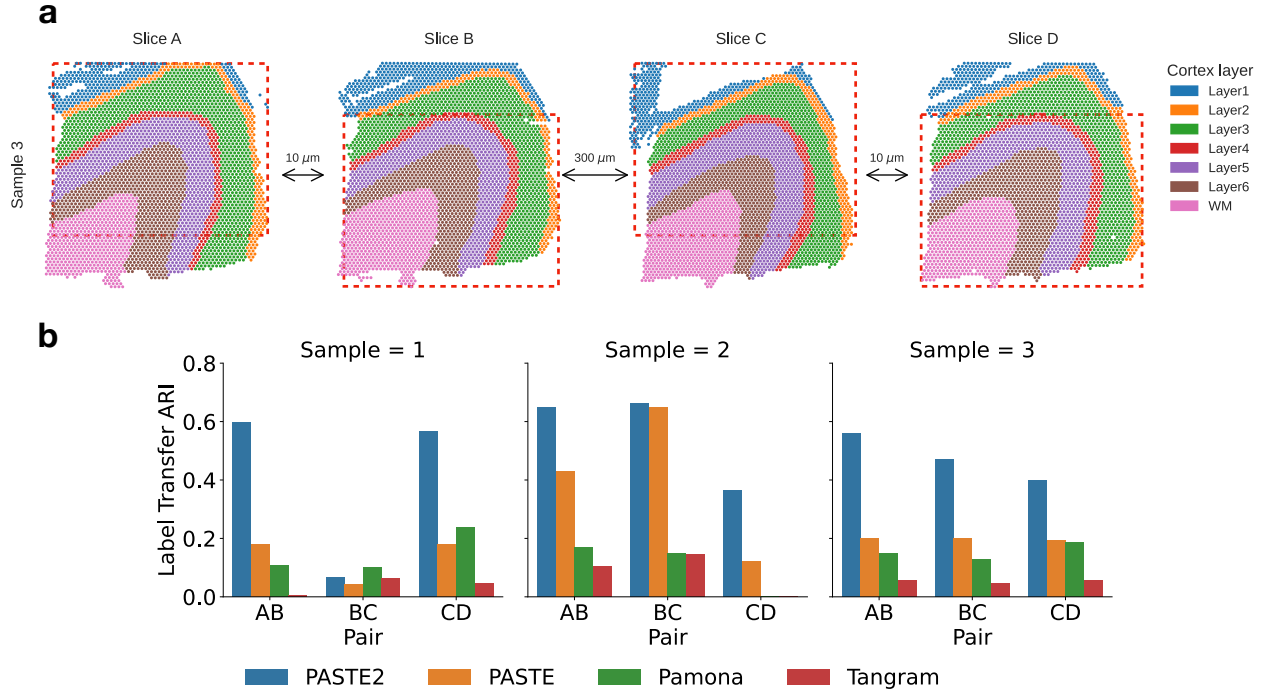 a
Slice A
Slice B
Slice C
Slice D
Sample 3
10 μm
300 μm
10 μm
Cortex layer
Layer1
Layer2
Layer3
Layer4
Layer5
Layer6
WM
b
Sample = 1
Sample = 2
Sample = 3
Label Transfer ARI
0.8
0.6
0.4
0.2
0.0
AB BC CD
AB BC CD
AB BC CD
Pair
Pair
Pair
PASTE2 PASTE Pamona Tangram